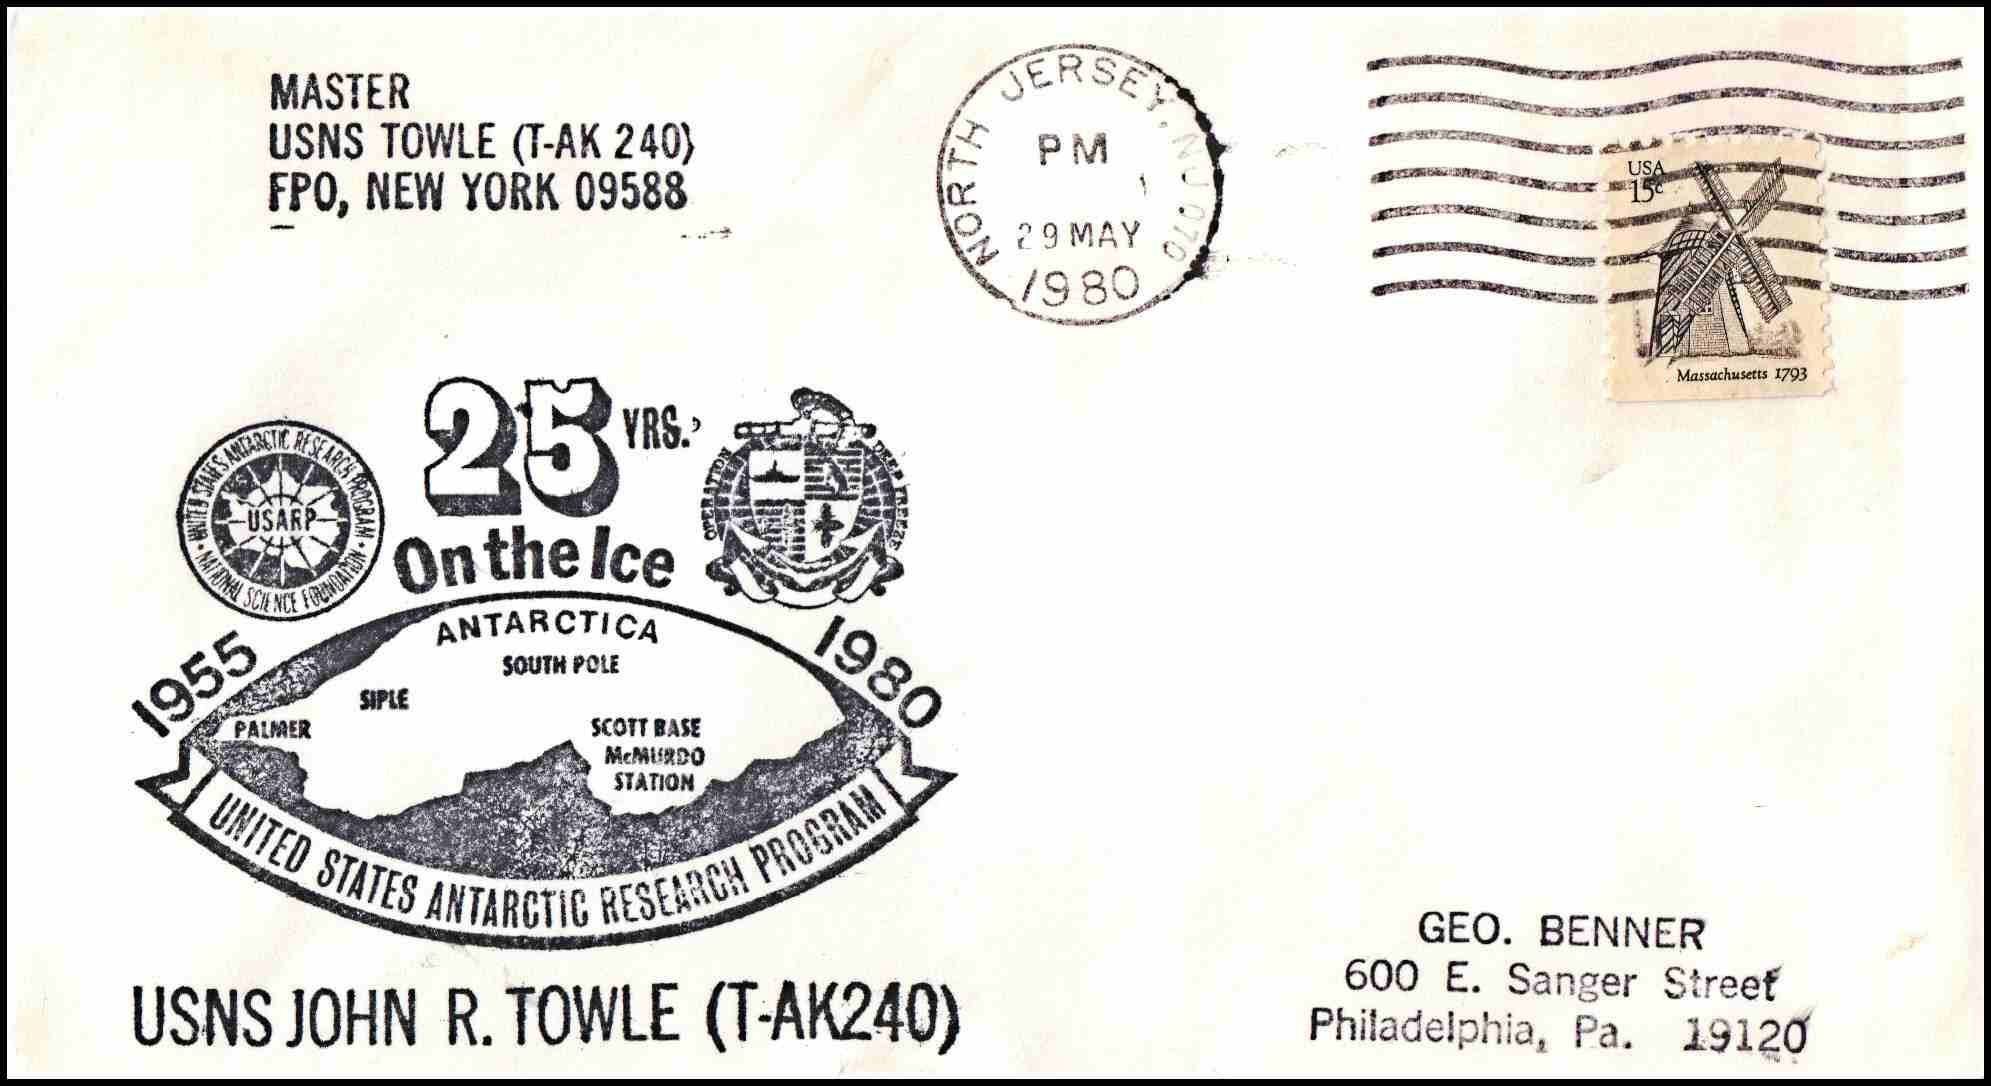 MASTER
USNS TOWLE (T-AK 240)
FPO, NEW YORK 09588
NORTH JERSEY, NJ 070
PM
29 MAY
1980
USA
15c
Massachusetts 1793
25 YRS.
On the Ice
UNITED STATES ANTARCTIC RESEARCH PROGRAM
USARP
NATIONAL SCIENCE FOUNDATION
OPERATION DEEP FREEZE
1955
1980
ANTARCTICA
SOUTH POLE
SIPLE
PALMER
SCOTT BASE
McMURDO
STATION
UNITED STATES ANTARCTIC RESEARCH PROGRAM
USNS JOHN R. TOWLE (T-AK240)
GEO. BENNER
600 E. Sanger Street
Philadelphia, Pa. 19120